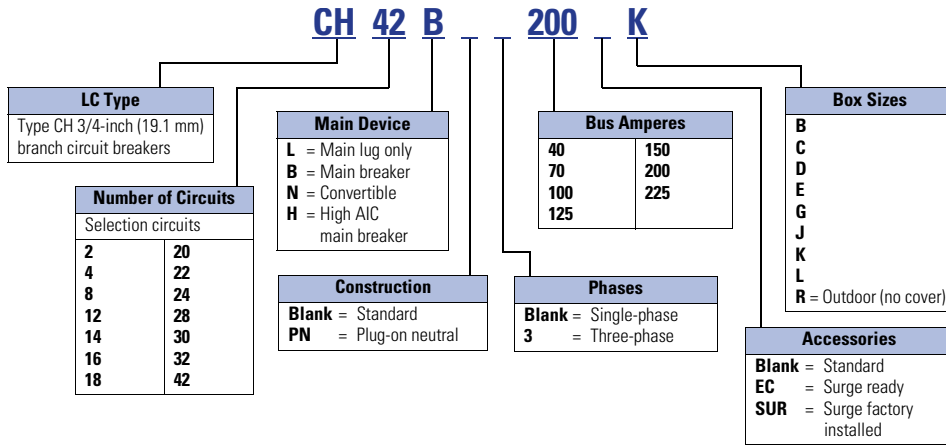 CH 42 B _ _ 200 _ K
LC Type
Type CH 3/4-inch (19.1 mm)
branch circuit breakers
Number of Circuits
Selection circuits
2 20
4 22
8 24
12 28
14 30
16 32
18 42
Main Device
L = Main lug only
B = Main breaker
N = Convertible
H = High AIC
main breaker
Construction
Blank = Standard
PN = Plug-on neutral
Phases
Blank = Single-phase
3 = Three-phase
Bus Amperes
40 150
70 200
100 225
125
Box Sizes
B
C
D
E
G
J
K
L
R = Outdoor (no cover)
Accessories
Blank = Standard
EC = Surge ready
SUR = Surge factory
installed